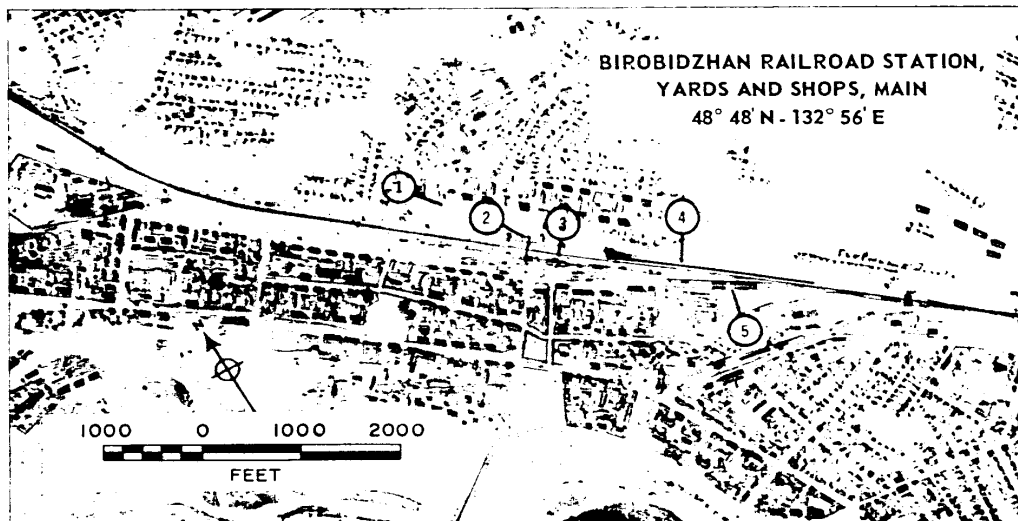 BIROBIDZHAN RAILROAD STATION,
YARDS AND SHOPS, MAIN
48° 48' N - 132° 56' E
1
2
3
4
5
N
1000 0 1000 2000
FEET